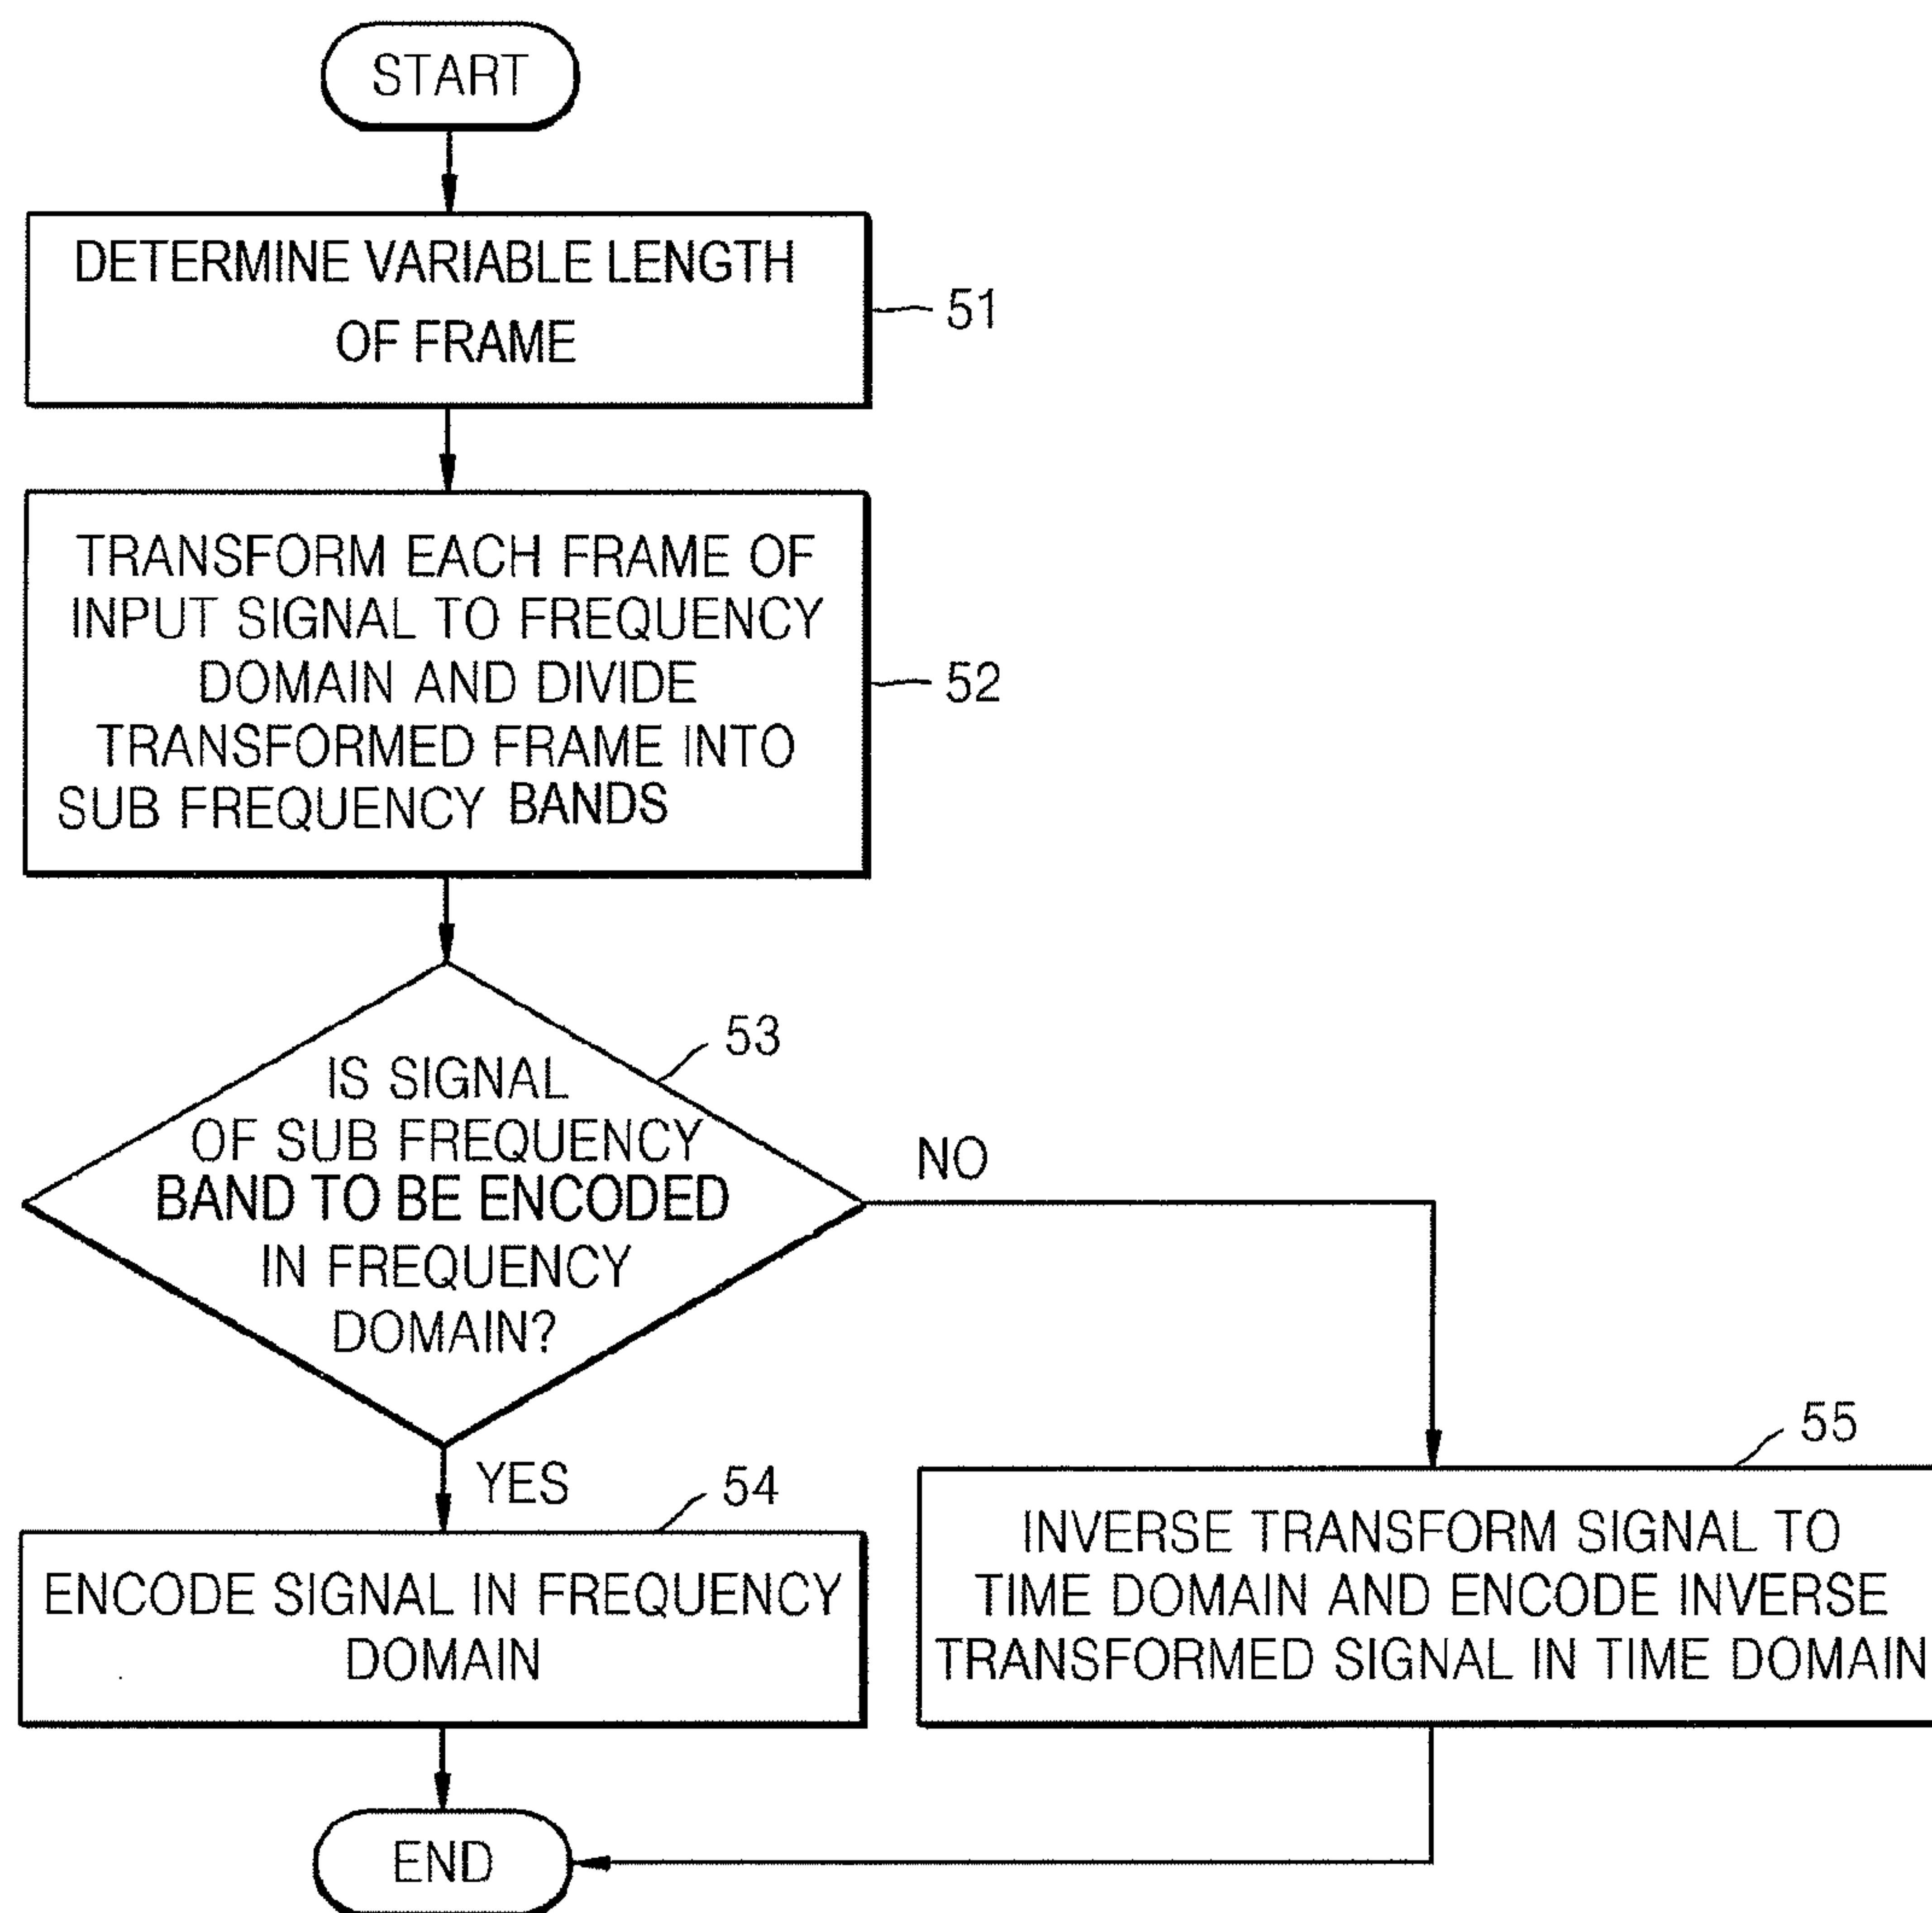 START
DETERMINE VARIABLE LENGTH
OF FRAME
51
TRANSFORM EACH FRAME OF
INPUT SIGNAL TO FREQUENCY
DOMAIN AND DIVIDE
TRANSFORMED FRAME INTO
SUB FREQUENCY BANDS
52
53
IS SIGNAL
OF SUB FREQUENCY
BAND TO BE ENCODED
IN FREQUENCY
DOMAIN?
NO
YES
54
ENCODE SIGNAL IN FREQUENCY
DOMAIN
55
INVERSE TRANSFORM SIGNAL TO
TIME DOMAIN AND ENCODE INVERSE
TRANSFORMED SIGNAL IN TIME DOMAIN
END